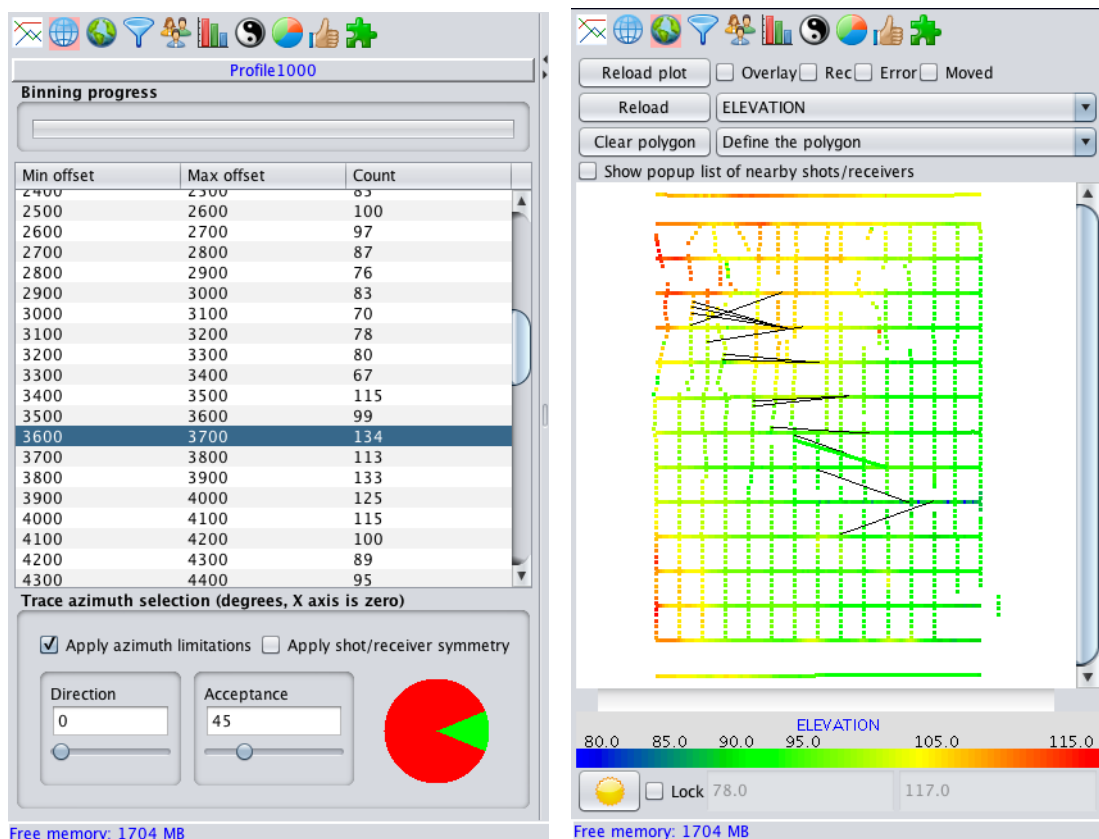 Profile1000
Binning progress
Min offset Max offset Count
2400 2500 85
2500 2600 100
2600 2700 97
2700 2800 87
2800 2900 76
2900 3000 83
3000 3100 70
3100 3200 78
3200 3300 80
3300 3400 67
3400 3500 115
3500 3600 99
3600 3700 134
3700 3800 113
3800 3900 133
3900 4000 125
4000 4100 115
4100 4200 100
4200 4300 89
4300 4400 95
Trace azimuth selection (degrees, X axis is zero)
Apply azimuth limitations Apply shot/receiver symmetry
Direction Acceptance
0 45
Free memory: 1704 MB
Reload plot Overlay Rec Error Moved
Reload ELEVATION
Clear polygon Define the polygon
Show popup list of nearby shots/receivers
ELEVATION
80.0 85.0 90.0 95.0 105.0 115.0
Lock 78.0 117.0
Free memory: 1704 MB